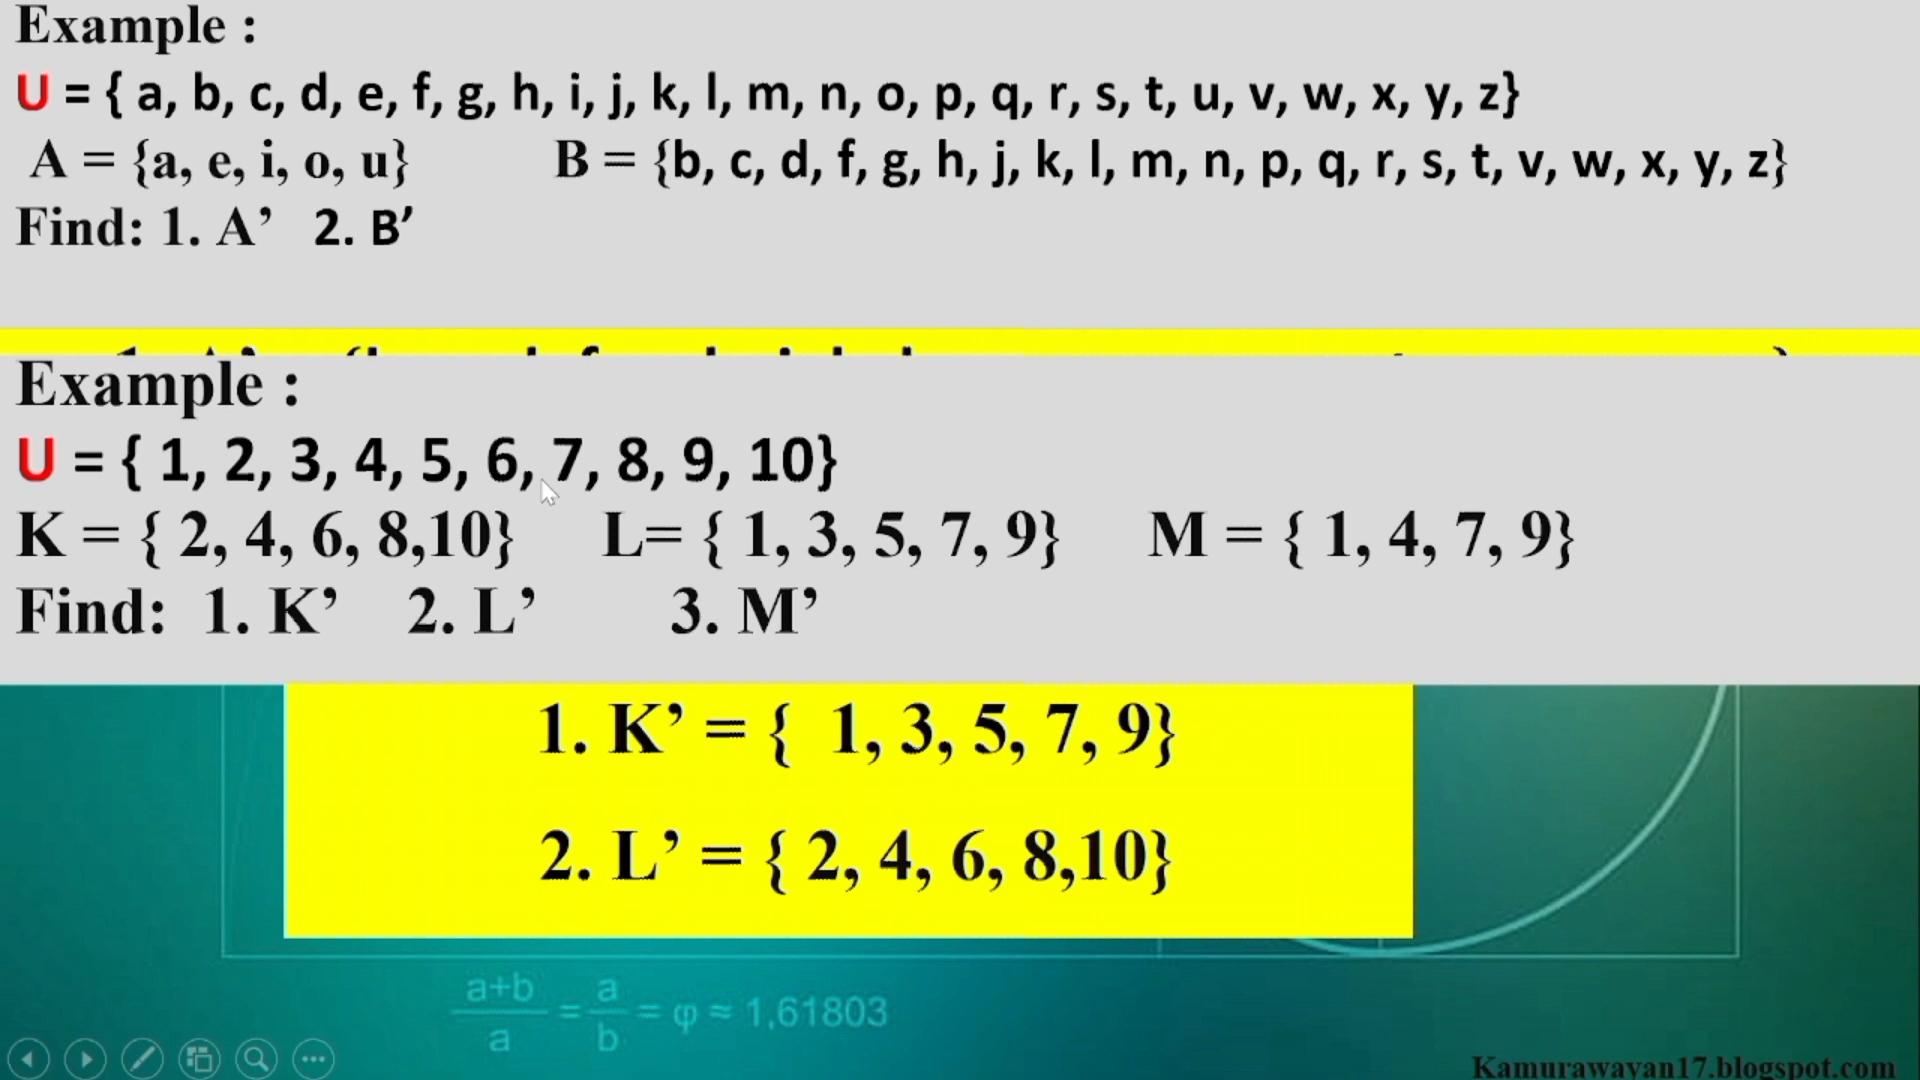 Example :
U = { a, b, c, d, e, f, g, h, i, j, k, l, m, n, o, p, q, r, s, t, u, v, w, x, y, z}
A = {a, e, i, o, u} B = {b, c, d, f, g, h, j, k, l, m, n, p, q, r, s, t, v, w, x, y, z}
Find: 1. A’ 2. B’
Example :
U = { 1, 2, 3, 4, 5, 6, 7, 8, 9, 10}
K = { 2, 4, 6, 8,10} L= { 1, 3, 5, 7, 9} M = { 1, 4, 7, 9}
Find: 1. K’ 2. L’ 3. M’
1. K’ = { 1, 3, 5, 7, 9}
2. L’ = { 2, 4, 6, 8,10}
a+b/a = a/b = φ ≈ 1,61803
Kamurawayan17.blogspot.com